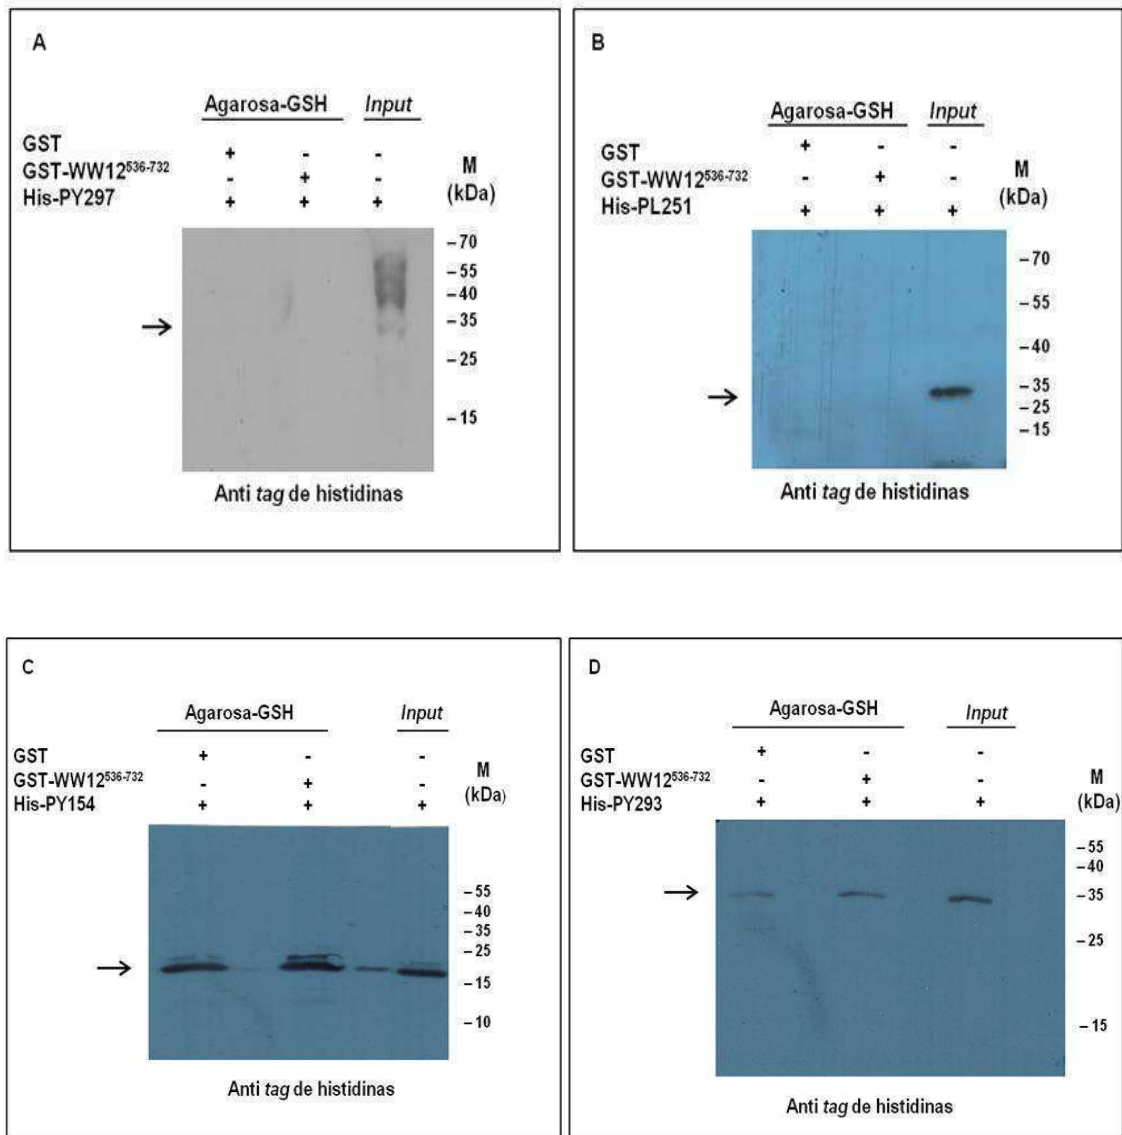 A
Agarosa-GSH Input
GST + - -
GST-WW12536-732 - + -
His-PY297 + + +
M
(kDa)
– 70
– 55
– 40
– 35
– 25
– 15
Anti tag de histidinas
B
Agarosa-GSH Input
GST + - -
GST-WW12536-732 - + -
His-PL251 + + +
M
(kDa)
– 70
– 55
– 40
– 35
– 25
– 15
Anti tag de histidinas
C
Agarosa-GSH Input
GST + - -
GST-WW12536-732 - + -
His-PY154 + + +
M
(kDa)
– 55
– 40
– 35
– 25
– 15
– 10
Anti tag de histidinas
D
Agarosa-GSH Input
GST + - -
GST-WW12536-732 - + -
His-PY293 + + +
M
(kDa)
– 55
– 40
– 35
– 25
– 15
Anti tag de histidinas